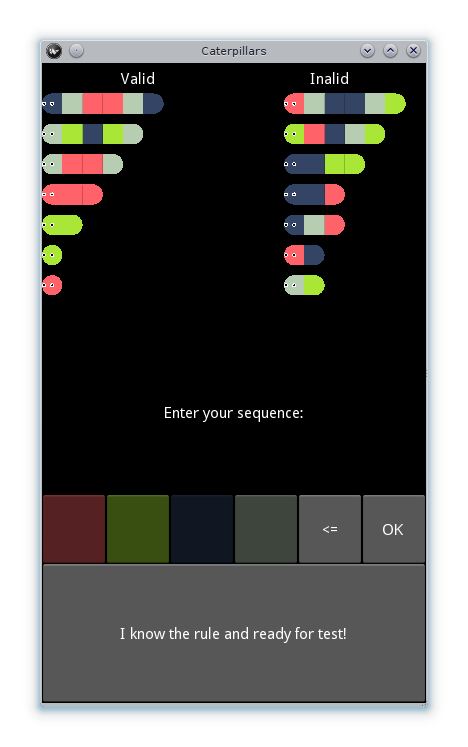 Caterpillars
Valid Inalid
Enter your sequence:
<= OK
I know the rule and ready for test!